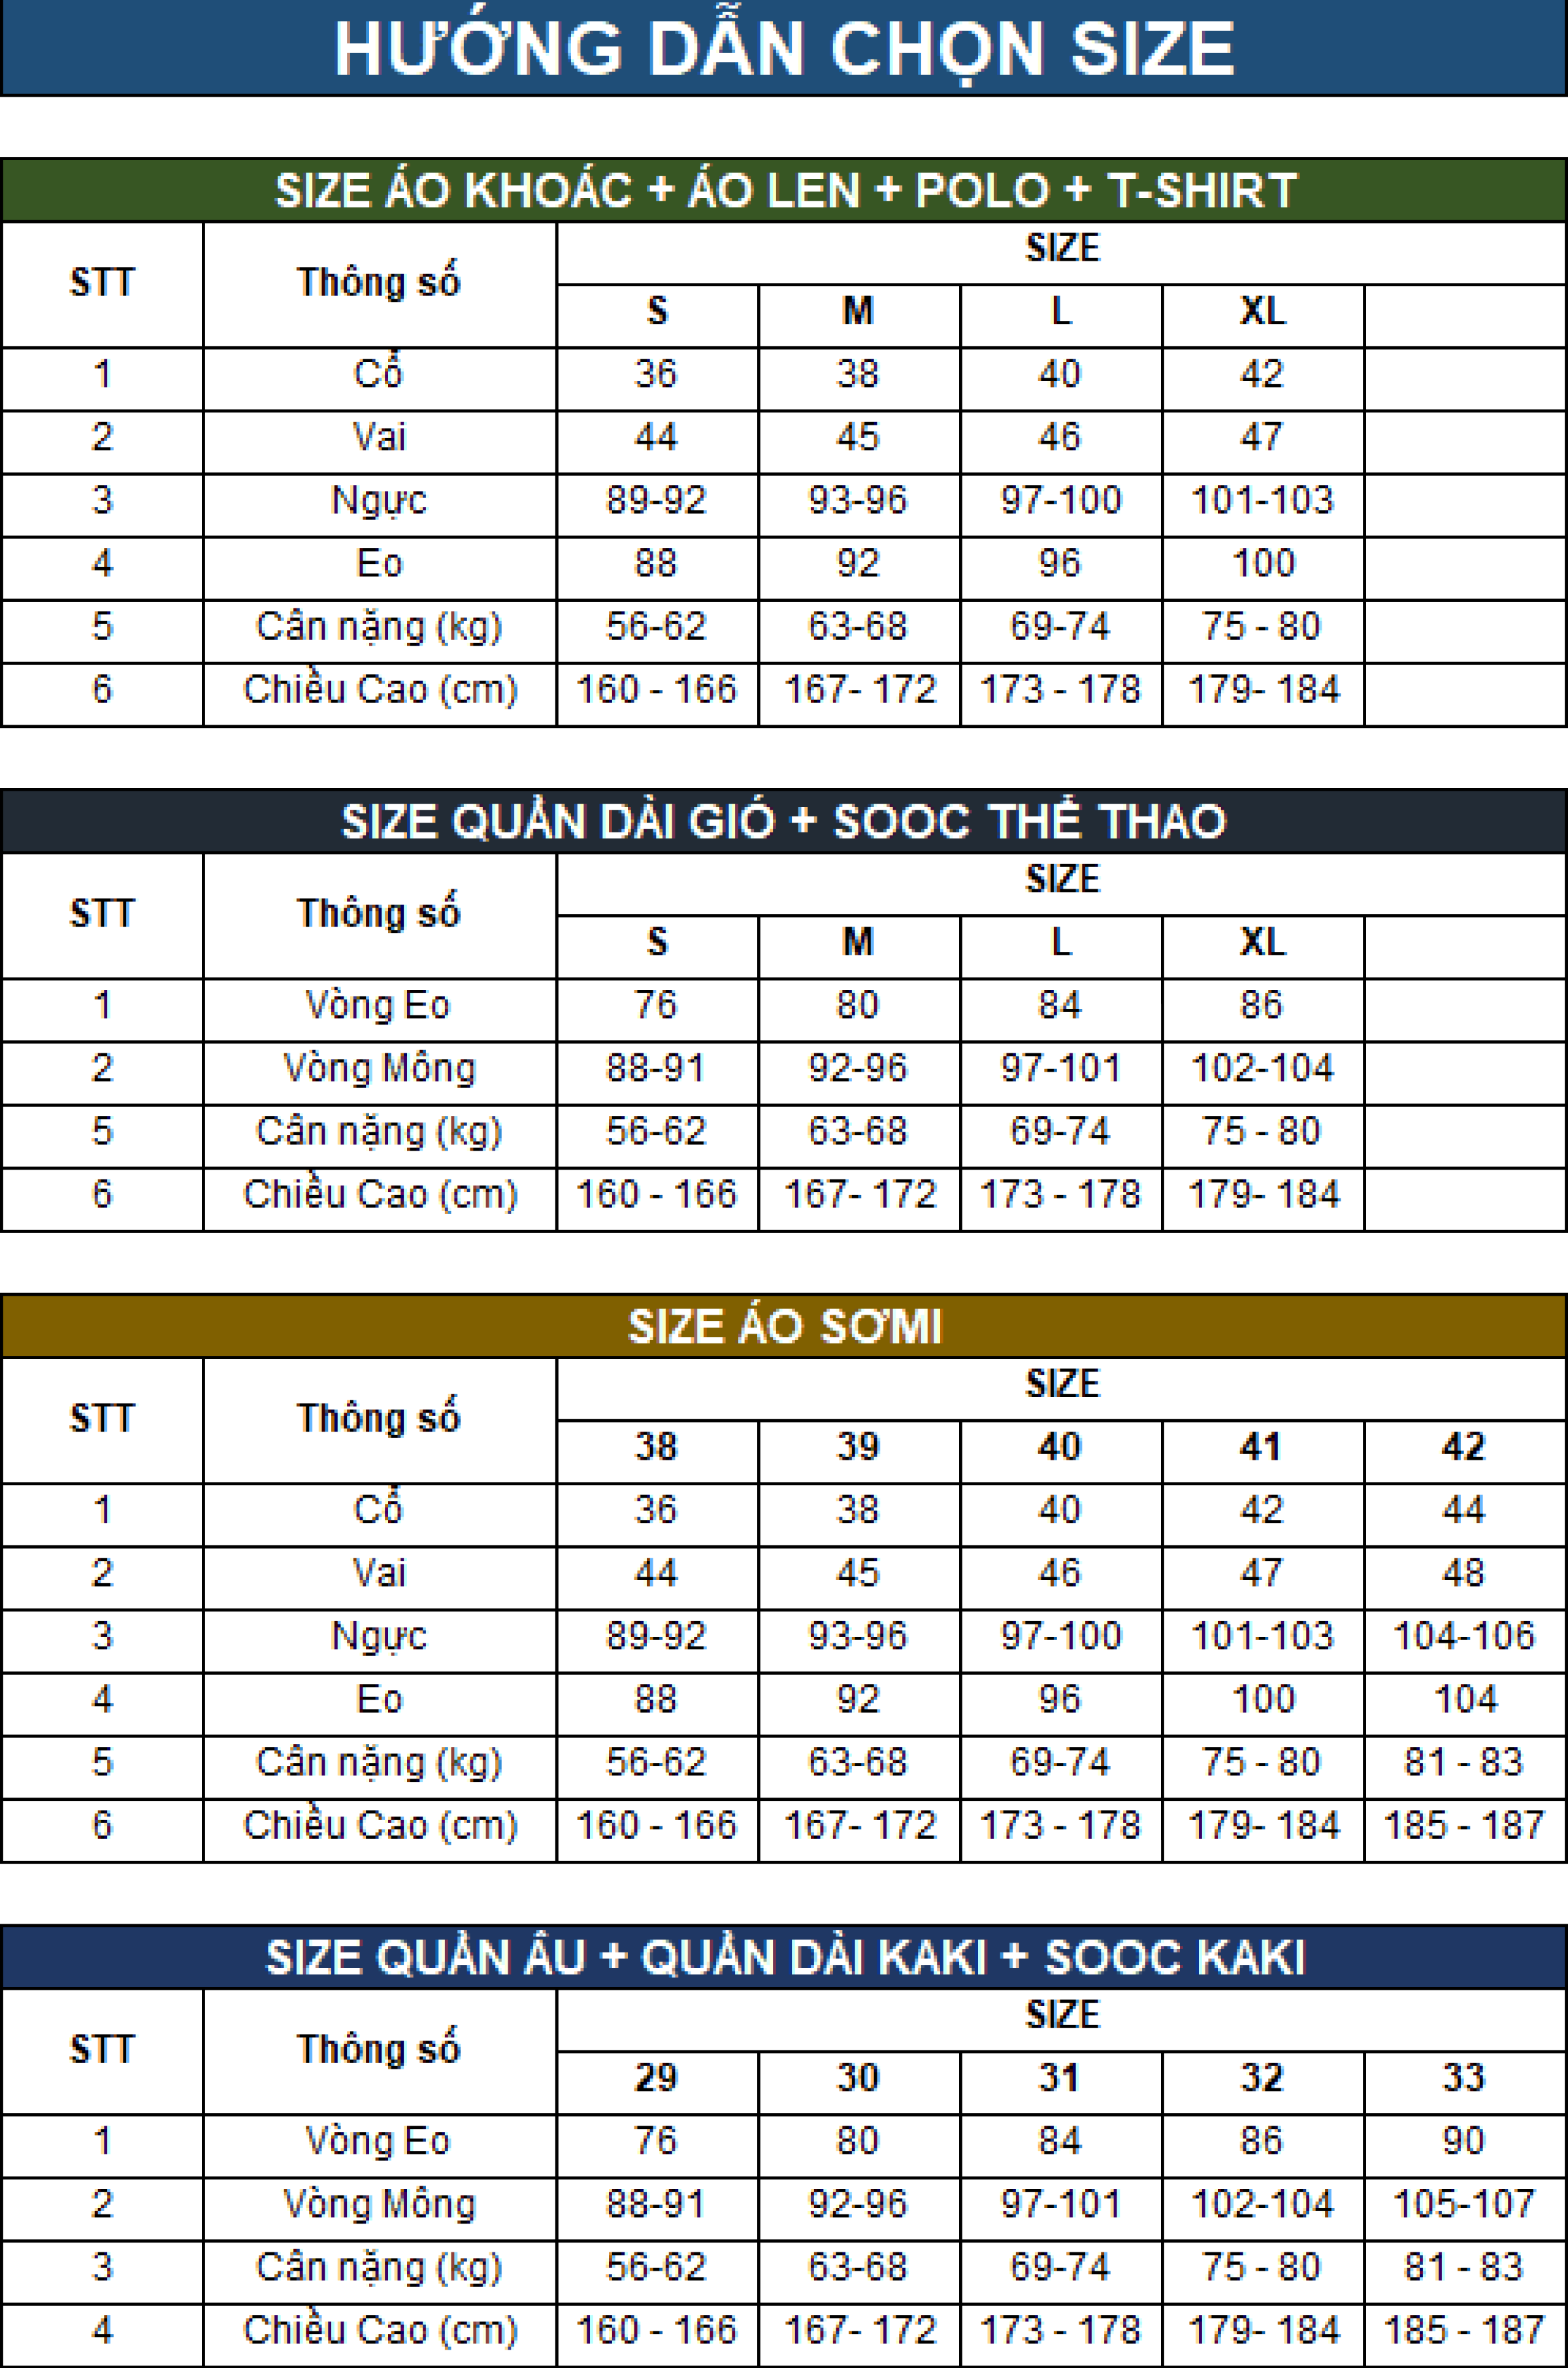 HƯỚNG DẪN CHỌN SIZE
SIZE ÁO KHOÁC + ÁO LEN + POLO + T-SHIRT
STT Thông số SIZE
S M L XL
1 Cổ 36 38 40 42
2 Vai 44 45 46 47
3 Ngực 89-92 93-96 97-100 101-103
4 Eo 88 92 96 100
5 Cân nặng (kg) 56-62 63-68 69-74 75 - 80
6 Chiều Cao (cm) 160 - 166 167- 172 173 - 178 179- 184
SIZE QUẦN DÀI GIÓ + SOOC THỂ THAO
STT Thông số SIZE
S M L XL
1 Vòng Eo 76 80 84 86
2 Vòng Mông 88-91 92-96 97-101 102-104
5 Cân nặng (kg) 56-62 63-68 69-74 75 - 80
6 Chiều Cao (cm) 160 - 166 167- 172 173 - 178 179- 184
SIZE ÁO SƠMI
STT Thông số SIZE
38 39 40 41 42
1 Cổ 36 38 40 42 44
2 Vai 44 45 46 47 48
3 Ngực 89-92 93-96 97-100 101-103 104-106
4 Eo 88 92 96 100 104
5 Cân nặng (kg) 56-62 63-68 69-74 75 - 80 81 - 83
6 Chiều Cao (cm) 160 - 166 167- 172 173 - 178 179- 184 185 - 187
SIZE QUẦN ÂU + QUẦN DÀI KAKI + SOOC KAKI
STT Thông số SIZE
29 30 31 32 33
1 Vòng Eo 76 80 84 86 90
2 Vòng Mông 88-91 92-96 97-101 102-104 105-107
3 Cân nặng (kg) 56-62 63-68 69-74 75 - 80 81 - 83
4 Chiều Cao (cm) 160 - 166 167- 172 173 - 178 179- 184 185 - 187